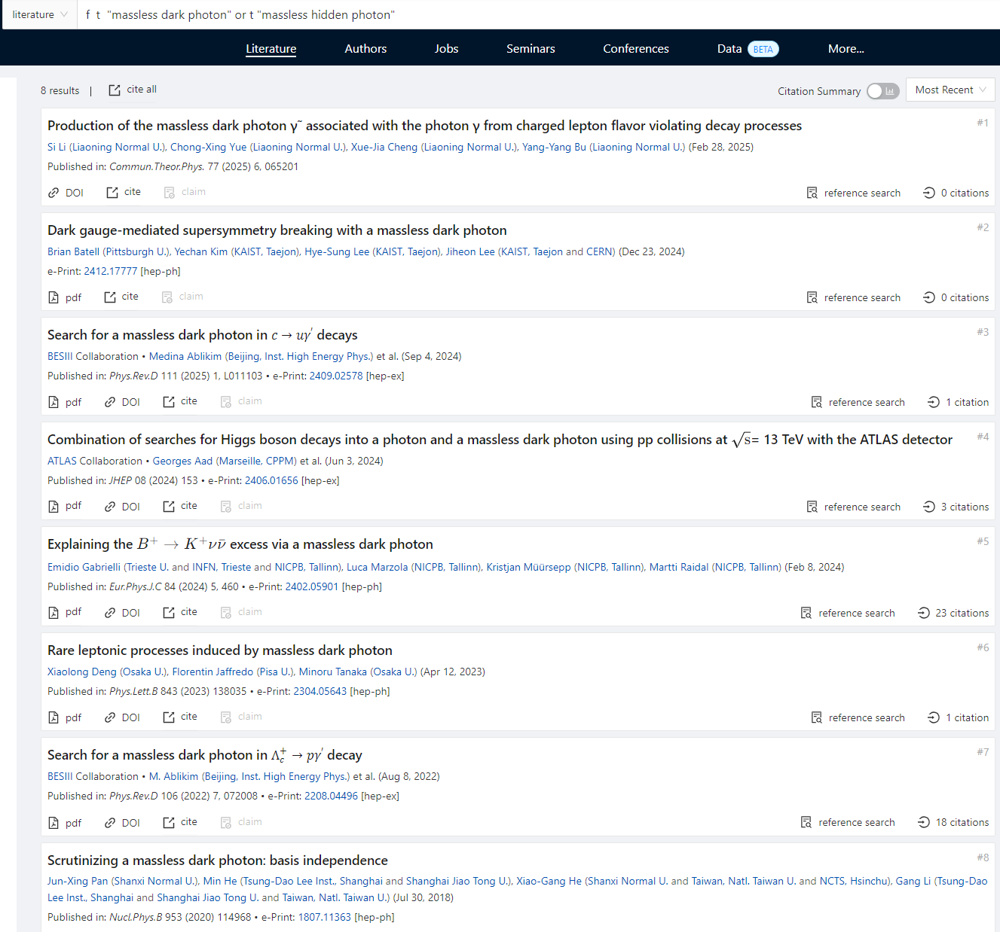 literature f t "massless dark photon" or t "massless hidden photon"
Literature Authors Jobs Seminars Conferences Data BETA More...
8 results | cite all Citation Summary Most Recent
Production of the massless dark photon γ˜ associated with the photon γ from charged lepton flavor violating decay processes #1
Si Li (Liaoning Normal U.), Chong-Xing Yue (Liaoning Normal U.), Xue-Jia Cheng (Liaoning Normal U.), Yang-Yang Bu (Liaoning Normal U.) (Feb 28, 2025)
Published in: Commun.Theor.Phys. 77 (2025) 6, 065201
DOI cite claim reference search 0 citations
Dark gauge-mediated supersymmetry breaking with a massless dark photon #2
Brian Batell (Pittsburgh U.), Yechan Kim (KAIST, Taejon), Hye-Sung Lee (KAIST, Taejon), Jiheon Lee (KAIST, Taejon and CERN) (Dec 23, 2024)
e-Print: 2412.17777 [hep-ph]
pdf cite claim reference search 0 citations
Search for a massless dark photon in c → uγ′ decays #3
BESIII Collaboration • Medina Ablikim (Beijing, Inst. High Energy Phys.) et al. (Sep 4, 2024)
Published in: Phys.Rev.D 111 (2025) 1, L011103 • e-Print: 2409.02578 [hep-ex]
pdf DOI cite claim reference search 1 citation
Combination of searches for Higgs boson decays into a photon and a massless dark photon using pp collisions at √s= 13 TeV with the ATLAS detector #4
ATLAS Collaboration • Georges Aad (Marseille, CPPM) et al. (Jun 3, 2024)
Published in: JHEP 08 (2024) 153 • e-Print: 2406.01656 [hep-ex]
pdf DOI cite claim reference search 3 citations
Explaining the B⁺ → K⁺νν̄ excess via a massless dark photon #5
Emidio Gabrielli (Trieste U. and INFN, Trieste and NICPB, Tallinn), Luca Marzola (NICPB, Tallinn), Kristjan Müürsepp (NICPB, Tallinn), Martti Raidal (NICPB, Tallinn) (Feb 8, 2024)
Published in: Eur.Phys.J.C 84 (2024) 5, 460 • e-Print: 2402.05901 [hep-ph]
pdf DOI cite claim reference search 23 citations
Rare leptonic processes induced by massless dark photon #6
Xiaolong Deng (Osaka U.), Florentin Jaffredo (Pisa U.), Minoru Tanaka (Osaka U.) (Apr 12, 2023)
Published in: Phys.Lett.B 843 (2023) 138035 • e-Print: 2304.05643 [hep-ph]
pdf DOI cite claim reference search 1 citation
Search for a massless dark photon in Λc⁺ → pγ′ decay #7
BESIII Collaboration • M. Ablikim (Beijing, Inst. High Energy Phys.) et al. (Aug 8, 2022)
Published in: Phys.Rev.D 106 (2022) 7, 072008 • e-Print: 2208.04496 [hep-ex]
pdf DOI cite claim reference search 18 citations
Scrutinizing a massless dark photon: basis independence #8
Jun-Xing Pan (Shanxi Normal U.), Min He (Tsung-Dao Lee Inst., Shanghai and Shanghai Jiao Tong U.), Xiao-Gang He (Shanxi Normal U. and Taiwan, Natl. Taiwan U. and NCTS, Hsinchu), Gang Li (Tsung-Dao
Lee Inst., Shanghai and Shanghai Jiao Tong U. and Taiwan, Natl. Taiwan U.) (Jul 30, 2018)
Published in: Nucl.Phys.B 953 (2020) 114968 • e-Print: 1807.11363 [hep-ph]